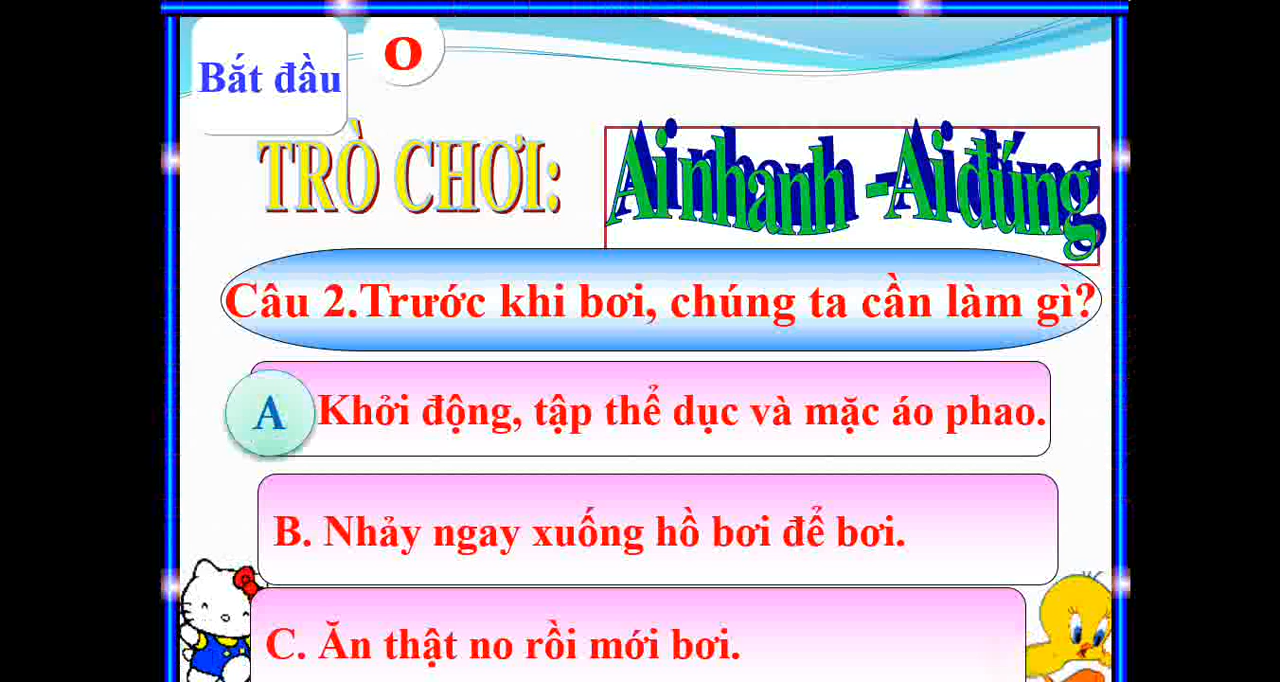 Bắt đầu
O
TRÒ CHƠI:
Ai nhanh - Ai đúng
Câu 2.Trước khi bơi, chúng ta cần làm gì?
A Khởi động, tập thể dục và mặc áo phao.
B. Nhảy ngay xuống hồ bơi để bơi.
C. Ăn thật no rồi mới bơi.